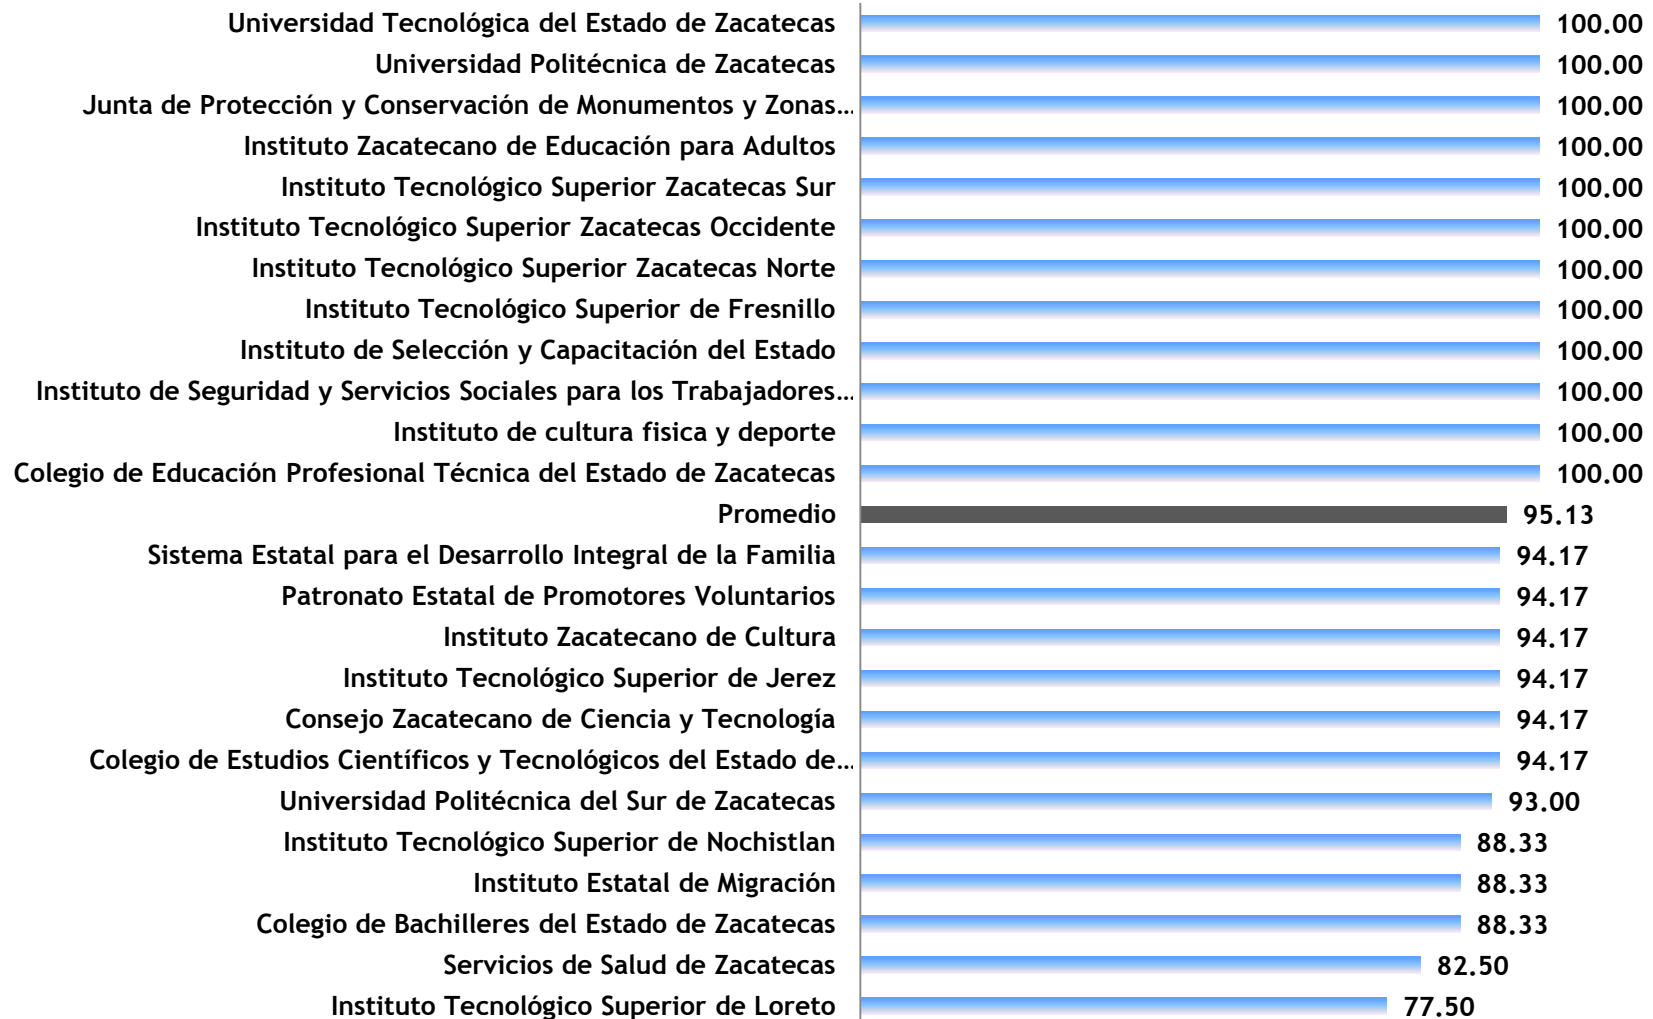 Universidad Tecnológica del Estado de Zacatecas 100.00
Universidad Politécnica de Zacatecas 100.00
Junta de Protección y Conservación de Monumentos y Zonas… 100.00
Instituto Zacatecano de Educación para Adultos 100.00
Instituto Tecnológico Superior Zacatecas Sur 100.00
Instituto Tecnológico Superior Zacatecas Occidente 100.00
Instituto Tecnológico Superior Zacatecas Norte 100.00
Instituto Tecnológico Superior de Fresnillo 100.00
Instituto de Selección y Capacitación del Estado 100.00
Instituto de Seguridad y Servicios Sociales para los Trabajadores… 100.00
Instituto de cultura fisica y deporte 100.00
Colegio de Educación Profesional Técnica del Estado de Zacatecas 100.00
Promedio 95.13
Sistema Estatal para el Desarrollo Integral de la Familia 94.17
Patronato Estatal de Promotores Voluntarios 94.17
Instituto Zacatecano de Cultura 94.17
Instituto Tecnológico Superior de Jerez 94.17
Consejo Zacatecano de Ciencia y Tecnología 94.17
Colegio de Estudios Científicos y Tecnológicos del Estado de… 94.17
Universidad Politécnica del Sur de Zacatecas 93.00
Instituto Tecnológico Superior de Nochistlan 88.33
Instituto Estatal de Migración 88.33
Colegio de Bachilleres del Estado de Zacatecas 88.33
Servicios de Salud de Zacatecas 82.50
Instituto Tecnológico Superior de Loreto 77.50